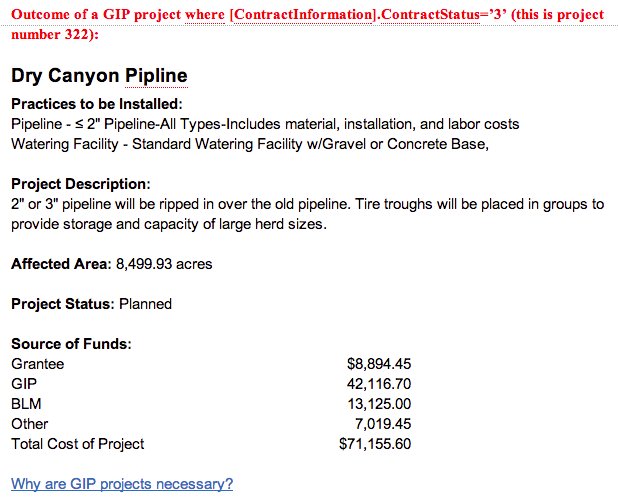 Outcome of a GIP project where [ContractInformation].ContractStatus=’3’ (this is project
number 322):
Dry Canyon Pipline
Practices to be Installed:
Pipeline - ≤ 2" Pipeline-All Types-Includes material, installation, and labor costs
Watering Facility - Standard Watering Facility w/Gravel or Concrete Base,
Project Description:
2" or 3" pipeline will be ripped in over the old pipeline. Tire troughs will be placed in groups to
provide storage and capacity of large herd sizes.
Affected Area: 8,499.93 acres
Project Status: Planned
Source of Funds:
Grantee $8,894.45
GIP 42,116.70
BLM 13,125.00
Other 7,019.45
Total Cost of Project $71,155.60
Why are GIP projects necessary?